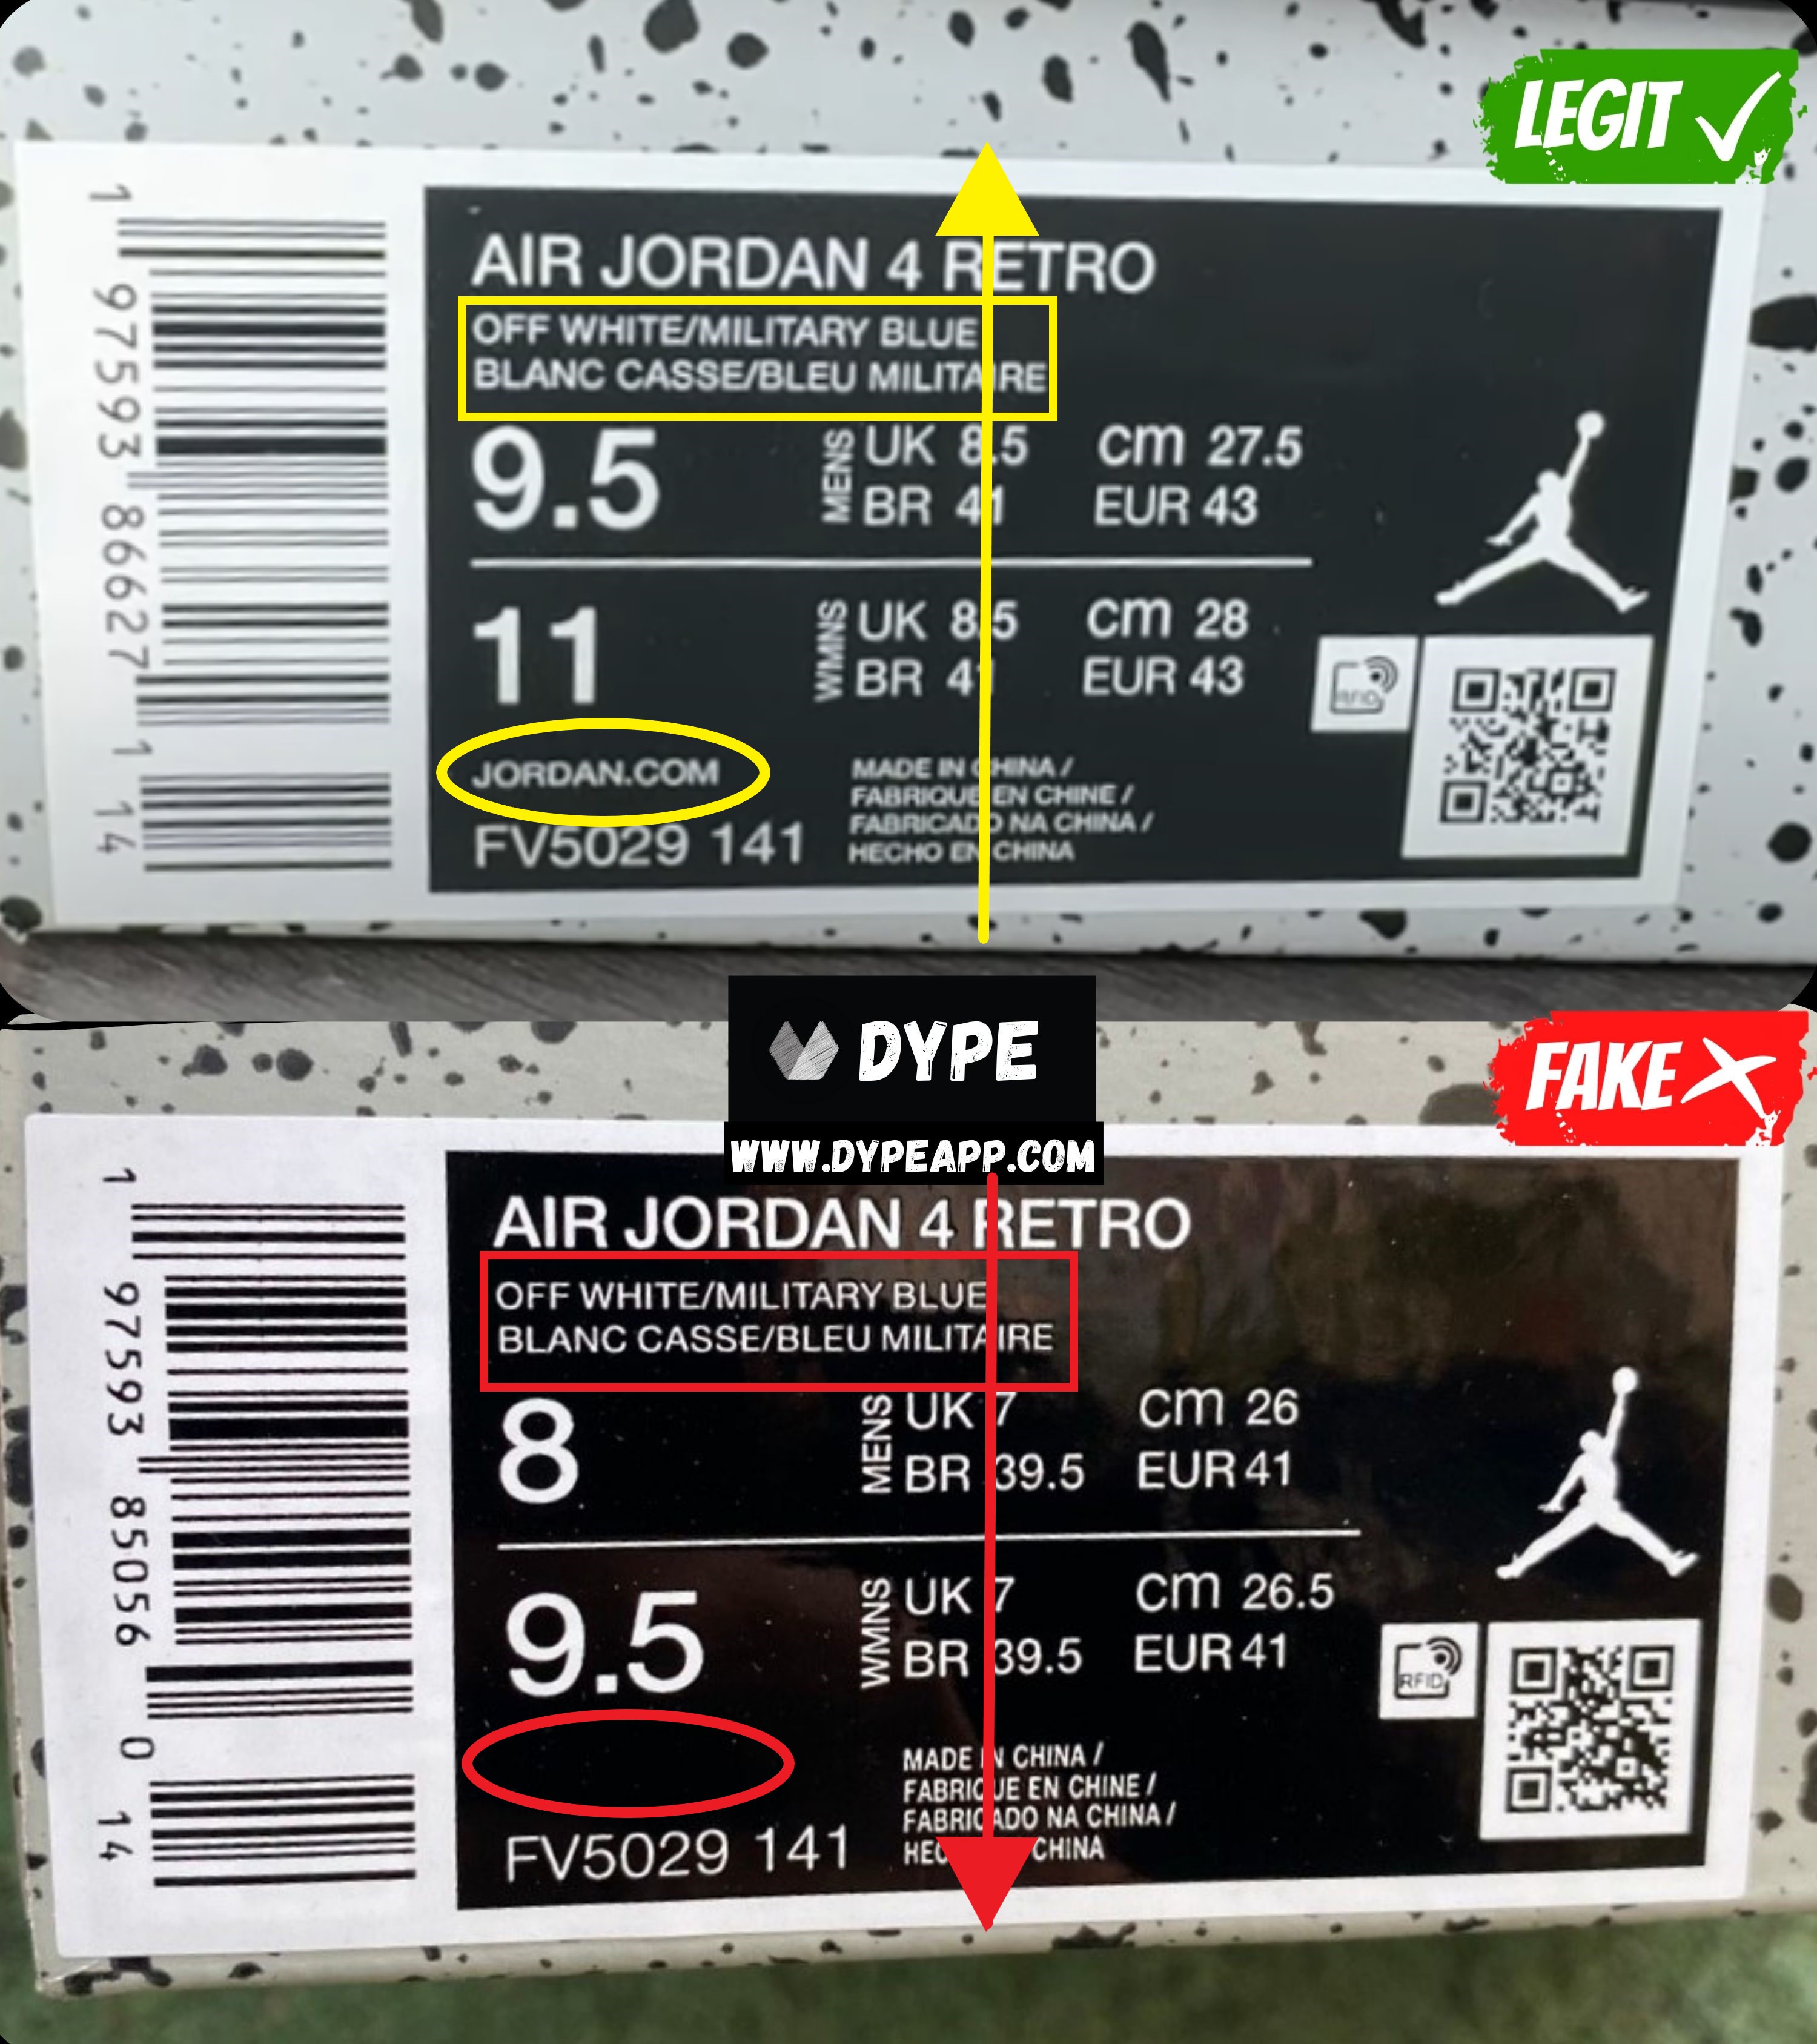 LEGIT
1 97593 86627 1 14
AIR JORDAN 4 RETRO
OFF WHITE/MILITARY BLUE
BLANC CASSE/BLEU MILITAIRE
9.5 MENS UK 8.5 cm 27.5
BR 41 EUR 43
11 WMNS UK 8.5 cm 28
BR 41 EUR 43
RFID
JORDAN.COM
FV5029 141
MADE IN CHINA /
FABRIQUE EN CHINE /
FABRICADO NA CHINA /
HECHO EN CHINA
DYPE
WWW.DYPEAPP.COM
FAKE
1 97593 85056 0 14
AIR JORDAN 4 RETRO
OFF WHITE/MILITARY BLUE
BLANC CASSE/BLEU MILITAIRE
8 MENS UK 7 cm 26
BR 39.5 EUR 41
9.5 WMNS UK 7 cm 26.5
BR 39.5 EUR 41
RFID
FV5029 141
MADE IN CHINA /
FABRIQUE EN CHINE /
FABRICADO NA CHINA /
CHINA